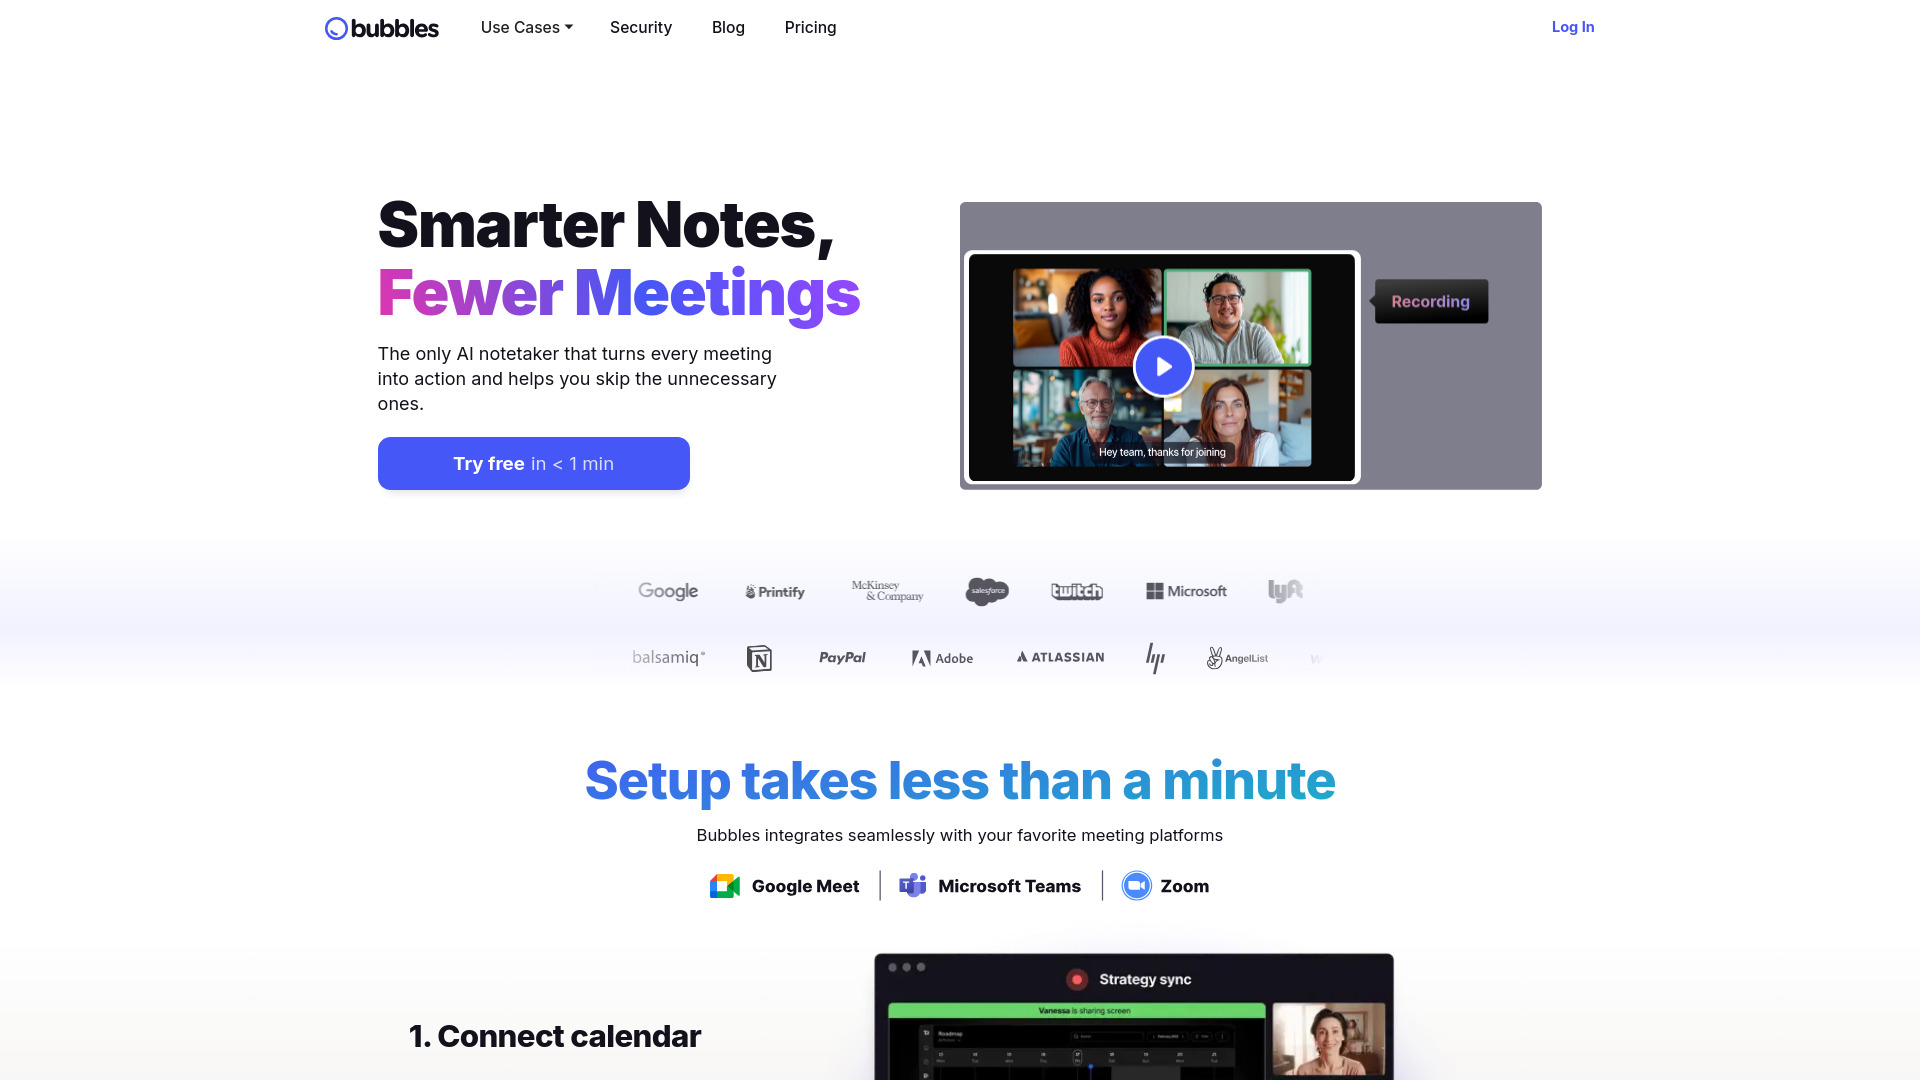 bubbles
Use Cases
Security
Blog
Pricing
Log In
Smarter Notes,
Fewer Meetings
The only AI notetaker that turns every meeting
into action and helps you skip the unnecessary
ones.
Try free in < 1 min
Recording
Hey team, thanks for joining
Google
Printify
McKinsey
& Company
salesforce
twitch
Microsoft
lyft
balsamiq
N
PayPal
Adobe
ATLASSIAN
hp
AngelList
w
Setup takes less than a minute
Bubbles integrates seamlessly with your favorite meeting platforms
Google Meet
Microsoft Teams
Zoom
1. Connect calendar
Strategy sync
Vanessa is sharing screen
Roadmap